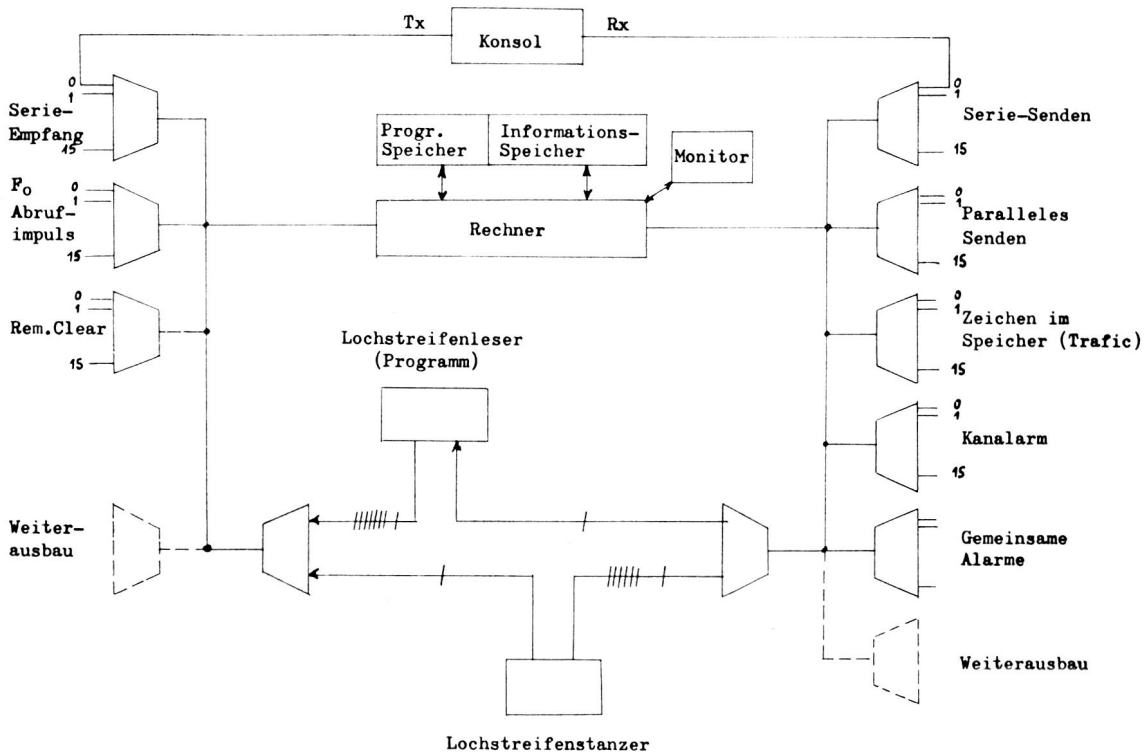 Tx
Konsol
Rx
0
1
15
Serie-
Empfang
Progr.
Speicher
Informations-
Speicher
Monitor
0
1
15
Serie-Senden
F₀
Abruf-
impuls
0
1
15
Rechner
0
1
15
Paralleles
Senden
Rem.Clear
0
1
15
Lochstreifenleser
(Programm)
0
1
15
Zeichen im
Speicher (Trafic)
0
1
15
Kanalarm
Weiter-
ausbau
Gemeinsame
Alarme
Weiterausbau
Lochstreifenstanzer